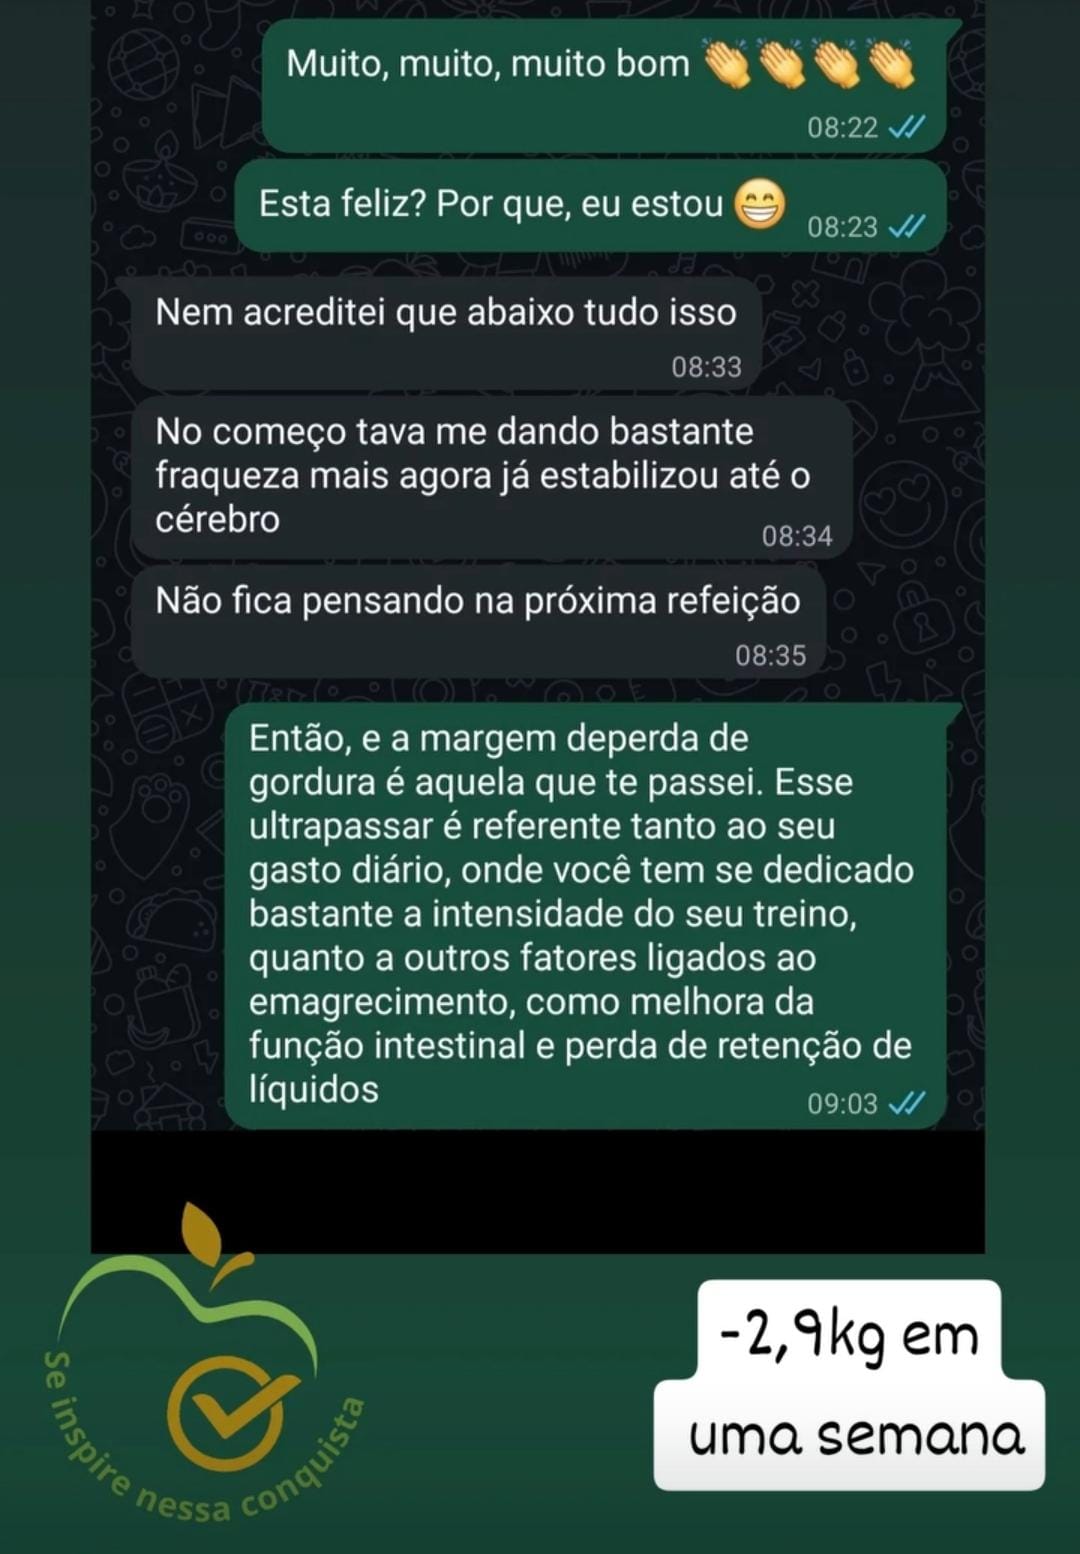 Muito, muito, muito bom 👏👏👏👏
08:22
Esta feliz? Por que, eu estou 😁
08:23
Nem acreditei que abaixo tudo isso
08:33
No começo tava me dando bastante
fraqueza mais agora já estabilizou até o
cérebro
08:34
Não fica pensando na próxima refeição
08:35
Então, e a margem deperda de
gordura é aquela que te passei. Esse
ultrapassar é referente tanto ao seu
gasto diário, onde você tem se dedicado
bastante a intensidade do seu treino,
quanto a outros fatores ligados ao
emagrecimento, como melhora da
função intestinal e perda de retenção de
líquidos
09:03
Se inspire nessa conquista
-2,9kg em
uma semana